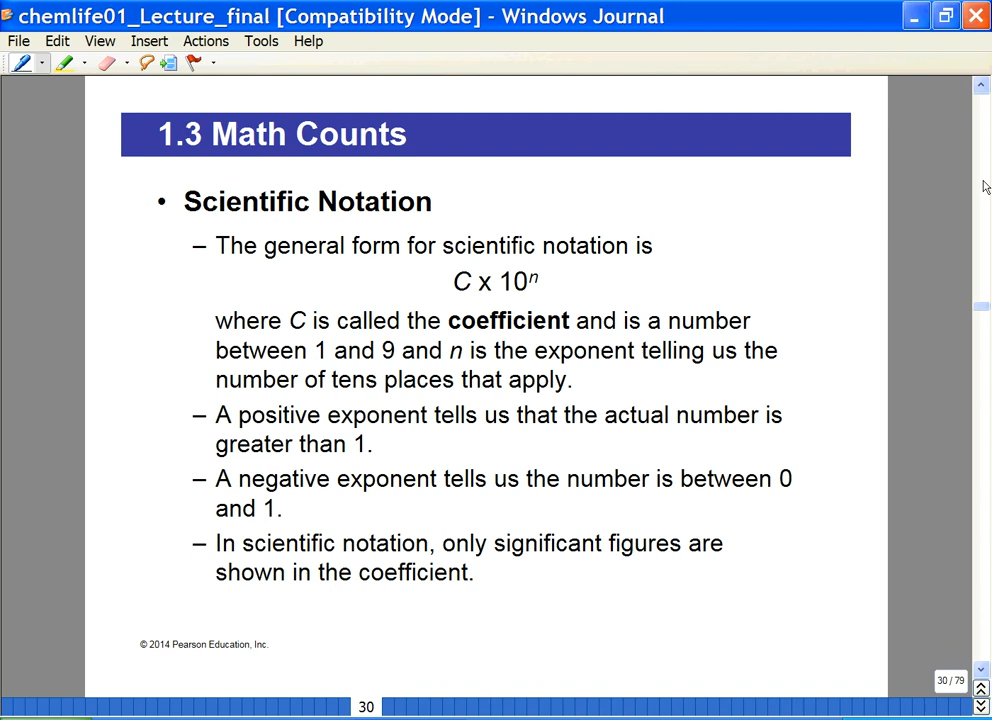 chemlife01_Lecture_final [Compatibility Mode] - Windows Journal
File Edit View Insert Actions Tools Help
1.3 Math Counts
• Scientific Notation
– The general form for scientific notation is
C x 10ⁿ
where C is called the coefficient and is a number
between 1 and 9 and n is the exponent telling us the
number of tens places that apply.
– A positive exponent tells us that the actual number is
greater than 1.
– A negative exponent tells us the number is between 0
and 1.
– In scientific notation, only significant figures are
shown in the coefficient.
© 2014 Pearson Education, Inc.
30 / 79
30